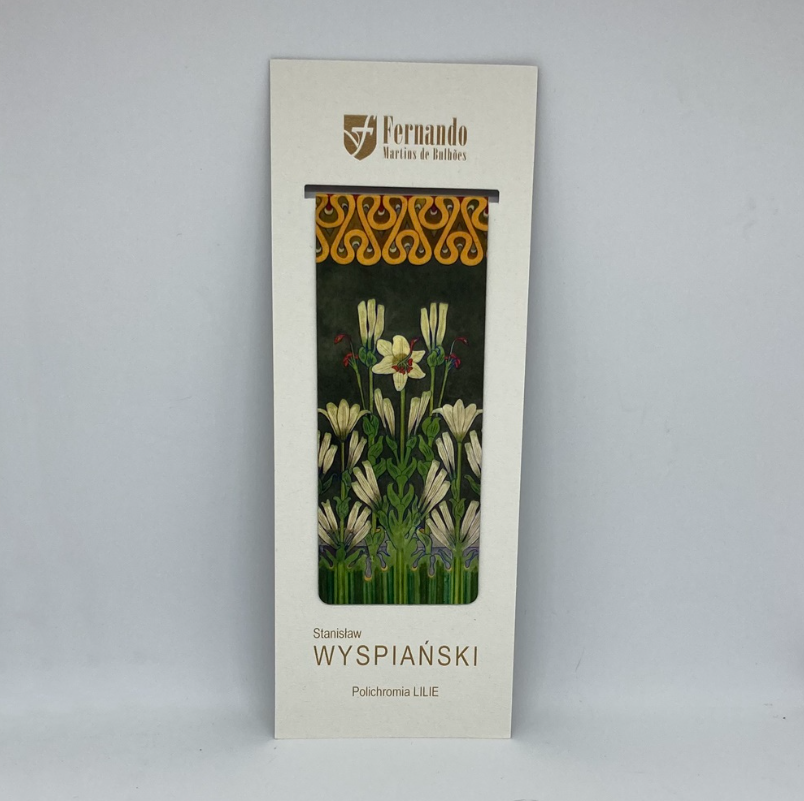 Fernando
Martins de Bulhões
Stanisław
WYSPIAŃSKI
Polichromia LILIE